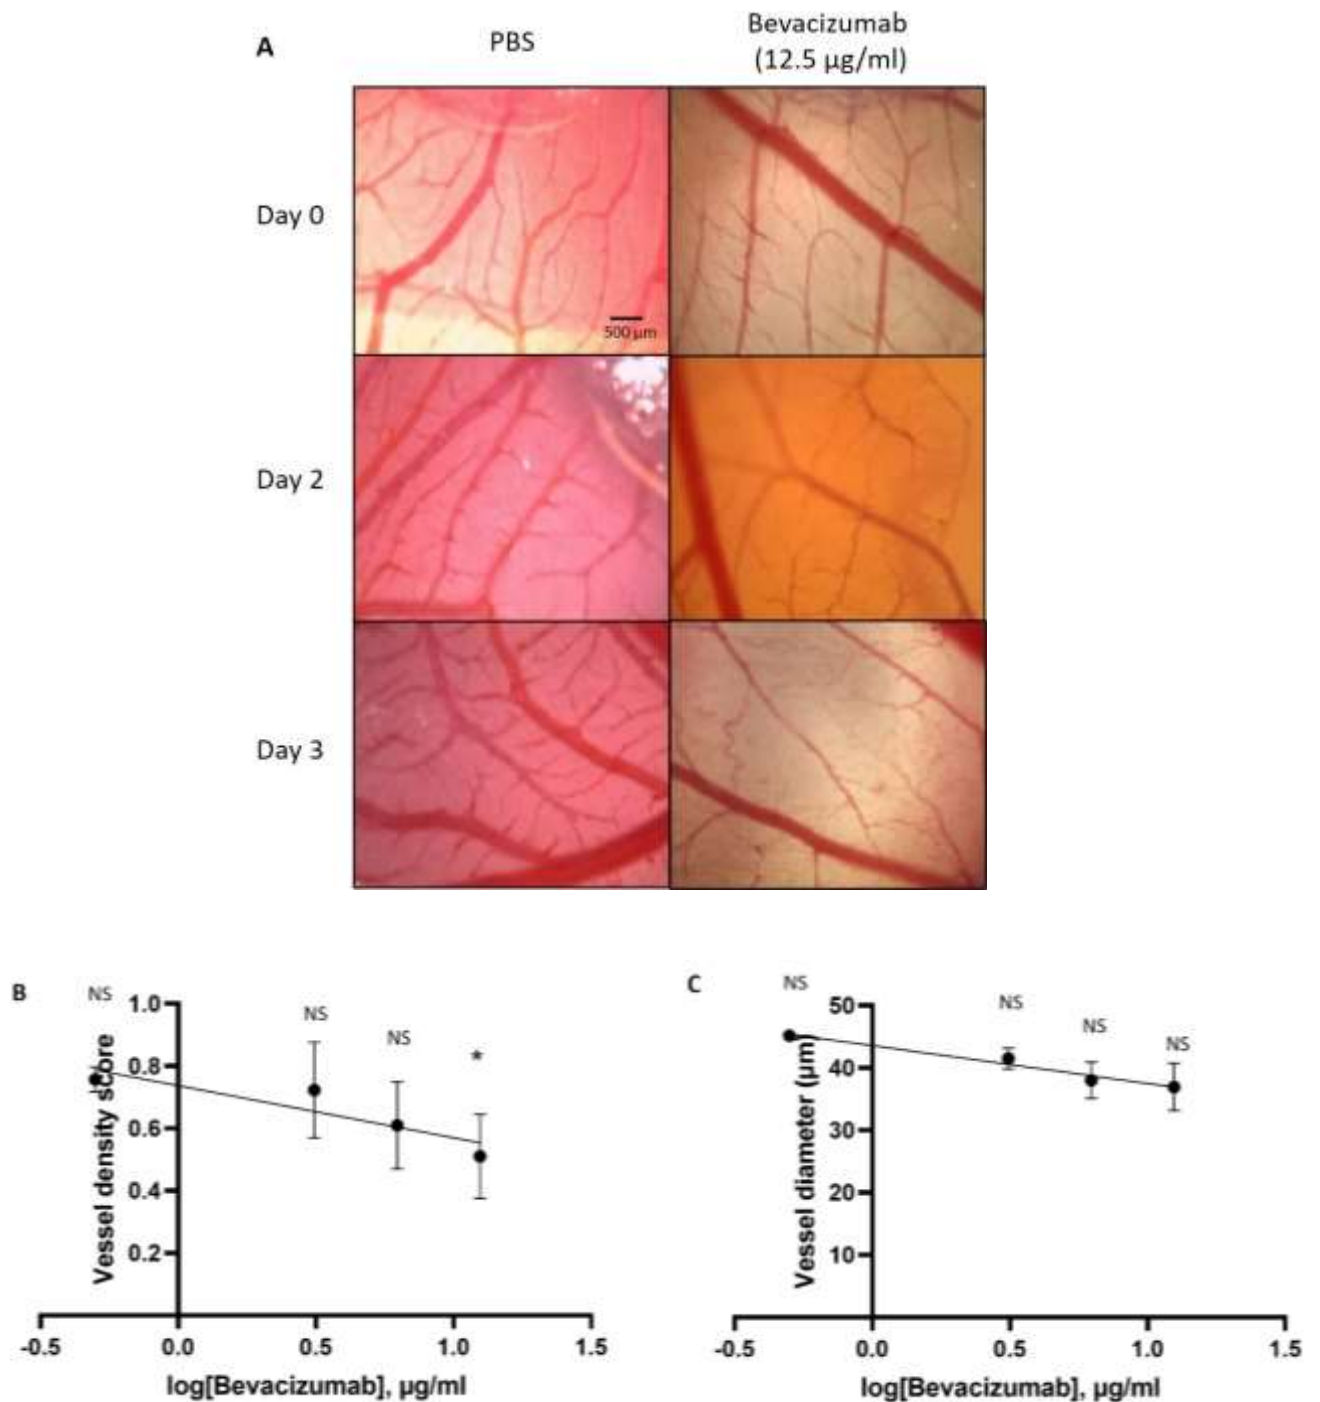 A
PBS
Bevacizumab
(12.5 µg/ml)
Day 0
500 µm
Day 2
Day 3
B
NS
NS
NS
*
Vessel density score
1.0
0.8
0.6
0.4
0.2
-0.5 0.0 0.5 1.0 1.5
log[Bevacizumab], µg/ml
C
NS
NS
NS
NS
Vessel diameter (µm)
50
40
30
20
10
-0.5 0.0 0.5 1.0 1.5
log[Bevacizumab], µg/ml